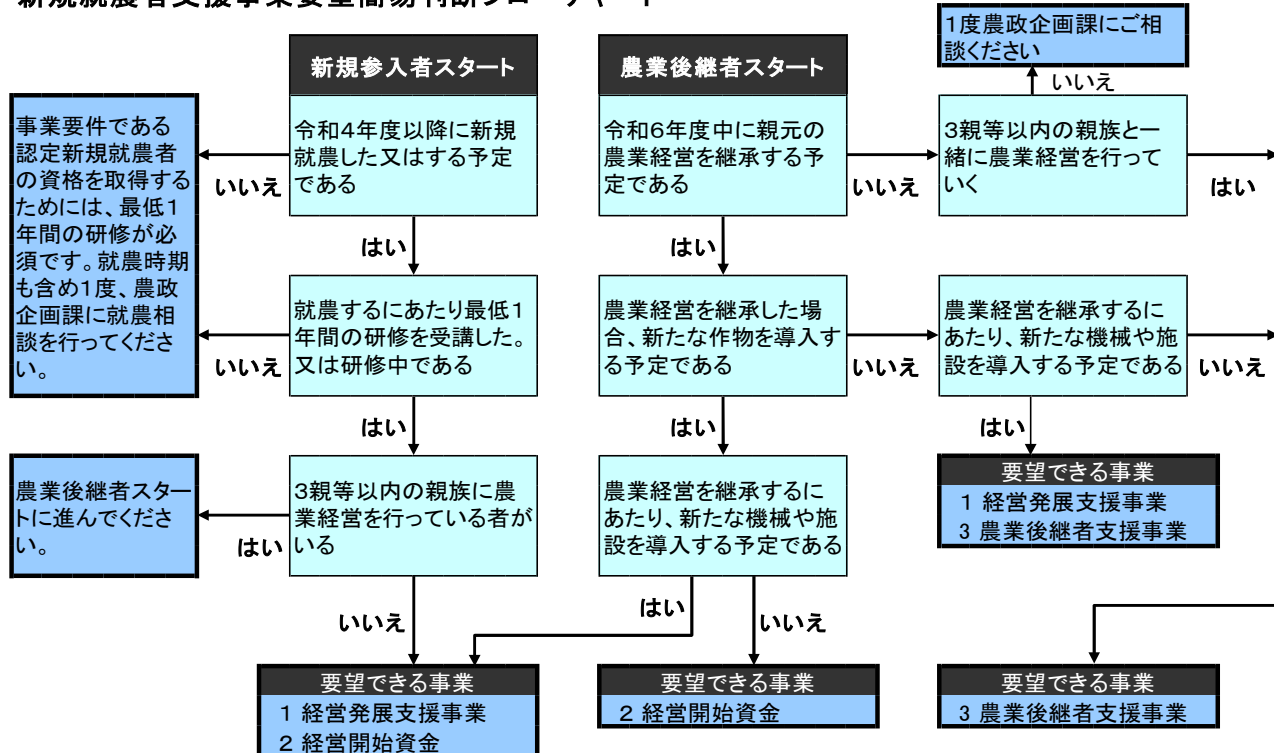 1度農政企画課にご相
談ください
新規参入者スタート
農業後継者スタート
いいえ
事業要件である
認定新規就農者
の資格を取得する
ためには、最低1
年間の研修が必
須です。就農時期
も含め1度、農政
企画課に就農相
談を行ってくださ
い。
いいえ
令和4年度以降に新規
就農した又はする予定
である
令和6年度中に親元の
農業経営を継承する予
定である
いいえ
3親等以内の親族と一
緒に農業経営を行って
いく
はい
はい
はい
いいえ
就農するにあたり最低1
年間の研修を受講した。
又は研修中である
農業経営を継承した場
合、新たな作物を導入す
る予定である
いいえ
農業経営を継承するに
あたり、新たな機械や施
設を導入する予定である
いいえ
はい
はい
はい
農業後継者スター
トに進んでくださ
い。
はい
3親等以内の親族に農
業経営を行っている者が
いる
農業経営を継承するに
あたり、新たな機械や施
設を導入する予定である
要望できる事業
1 経営発展支援事業
3 農業後継者支援事業
いいえ
はい
いいえ
要望できる事業
1 経営発展支援事業
2 経営開始資金
要望できる事業
2 経営開始資金
要望できる事業
3 農業後継者支援事業